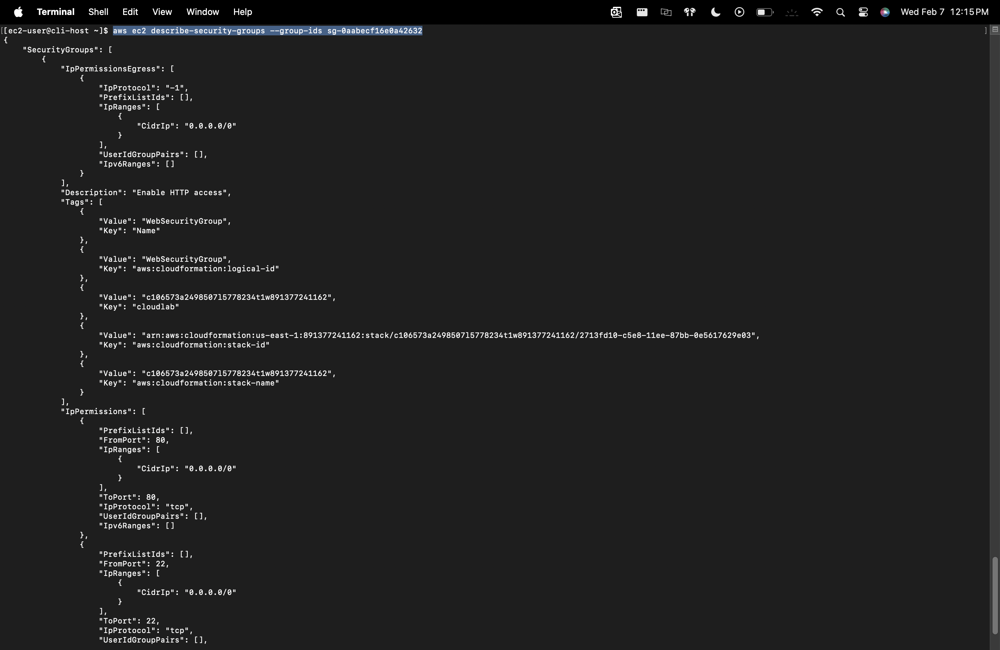 Terminal Shell Edit View Window Help Wed Feb 7 12:15 PM
[[ec2-user@cli-host ~]$ aws ec2 describe-security-groups --group-ids sg-0aabecf16e0a42632 ]
{
    "SecurityGroups": [
        {
            "IpPermissionsEgress": [
                {
                    "IpProtocol": "-1",
                    "PrefixListIds": [],
                    "IpRanges": [
                        {
                            "CidrIp": "0.0.0.0/0"
                        }
                    ],
                    "UserIdGroupPairs": [],
                    "Ipv6Ranges": []
                }
            ],
            "Description": "Enable HTTP access",
            "Tags": [
                {
                    "Value": "WebSecurityGroup",
                    "Key": "Name"
                },
                {
                    "Value": "WebSecurityGroup",
                    "Key": "aws:cloudformation:logical-id"
                },
                {
                    "Value": "c106573a2498507l5778234t1w891377241162",
                    "Key": "cloudlab"
                },
                {
                    "Value": "arn:aws:cloudformation:us-east-1:891377241162:stack/c106573a2498507l5778234t1w891377241162/2713fd10-c5e8-11ee-87bb-0e5617629e03",
                    "Key": "aws:cloudformation:stack-id"
                },
                {
                    "Value": "c106573a2498507l5778234t1w891377241162",
                    "Key": "aws:cloudformation:stack-name"
                }
            ],
            "IpPermissions": [
                {
                    "PrefixListIds": [],
                    "FromPort": 80,
                    "IpRanges": [
                        {
                            "CidrIp": "0.0.0.0/0"
                        }
                    ],
                    "ToPort": 80,
                    "IpProtocol": "tcp",
                    "UserIdGroupPairs": [],
                    "Ipv6Ranges": []
                },
                {
                    "PrefixListIds": [],
                    "FromPort": 22,
                    "IpRanges": [
                        {
                            "CidrIp": "0.0.0.0/0"
                        }
                    ],
                    "ToPort": 22,
                    "IpProtocol": "tcp",
                    "UserIdGroupPairs": [],